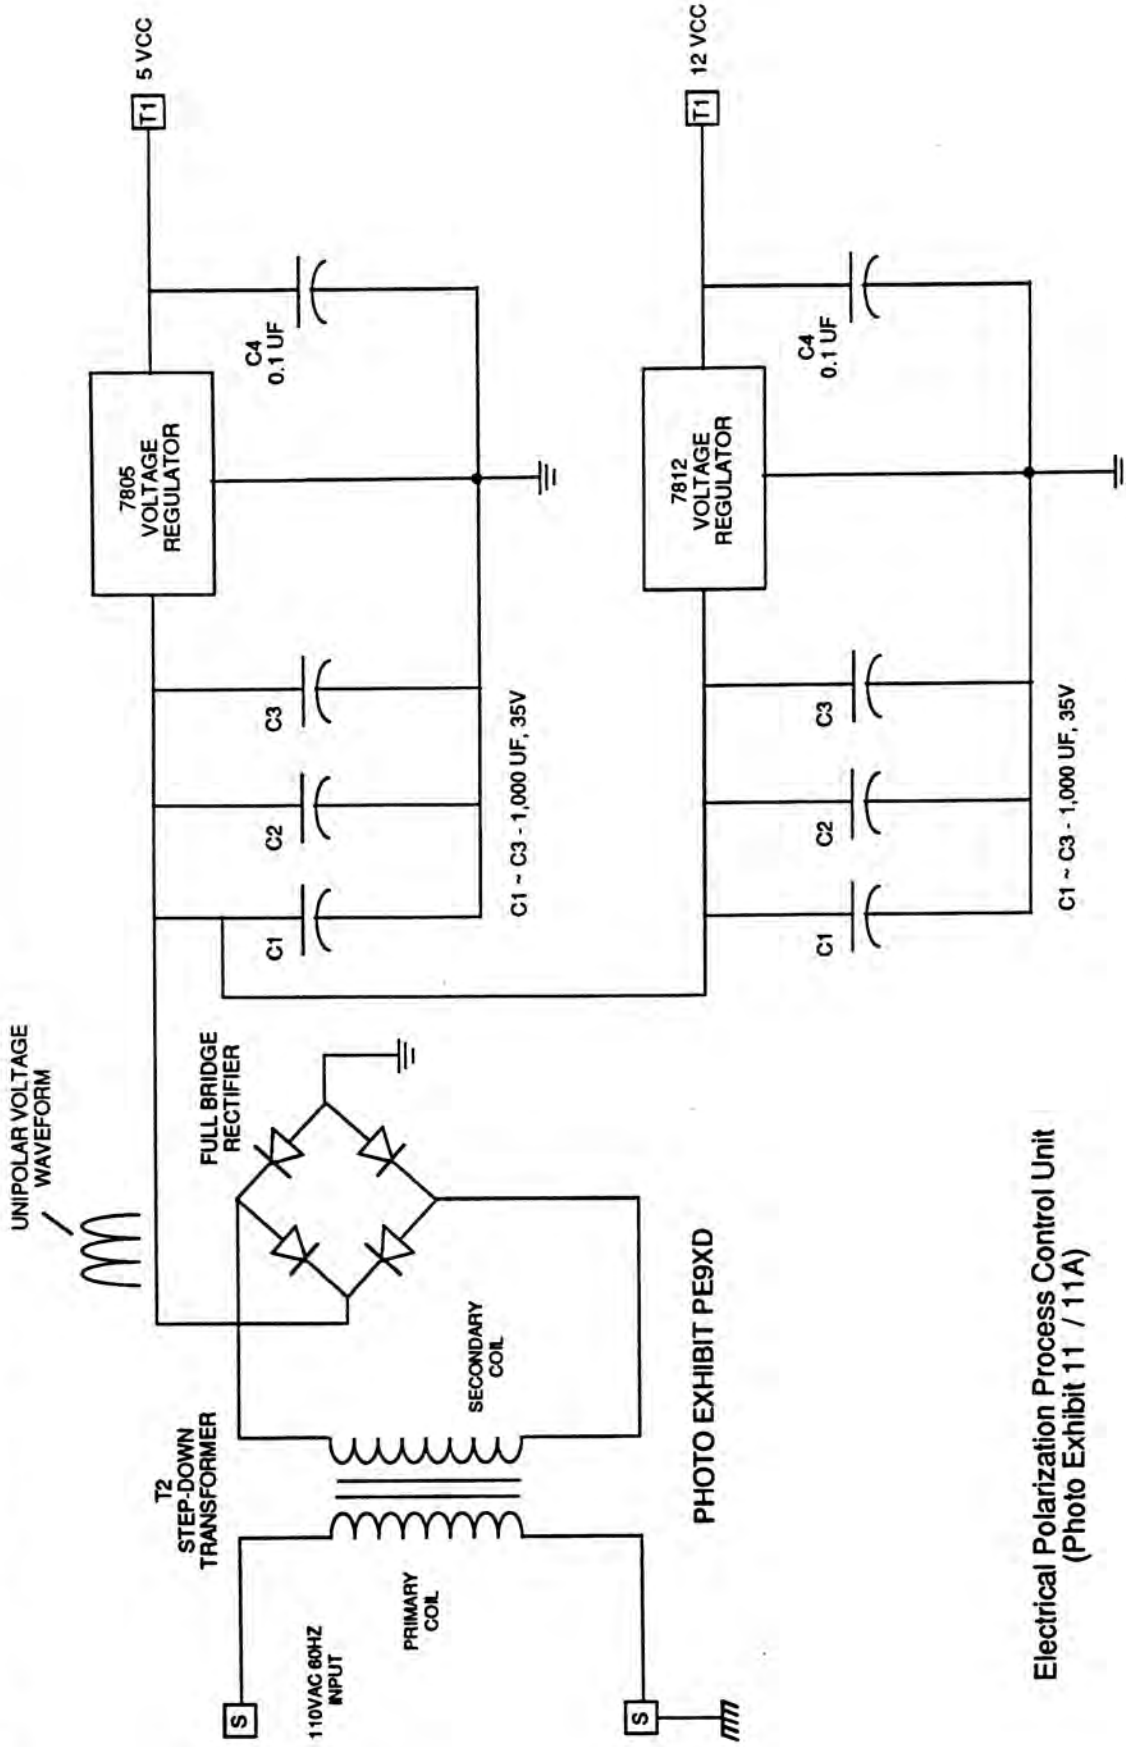 UNIPOLAR VOLTAGE
WAVEFORM
T2
STEP-DOWN
TRANSFORMER
FULL BRIDGE
RECTIFIER
S
110VAC 60HZ
INPUT
PRIMARY
COIL
SECONDARY
COIL
S
C1
C2
C3
7805
VOLTAGE
REGULATOR
C4
0.1 UF
T1
5 VCC
C1 ~ C3 - 1,000 UF, 35V
C1
C2
C3
7812
VOLTAGE
REGULATOR
C4
0.1 UF
T1
12 VCC
C1 ~ C3 - 1,000 UF, 35V
PHOTO EXHIBIT PE9XD
Electrical Polarization Process Control Unit
(Photo Exhibit 11 / 11A)